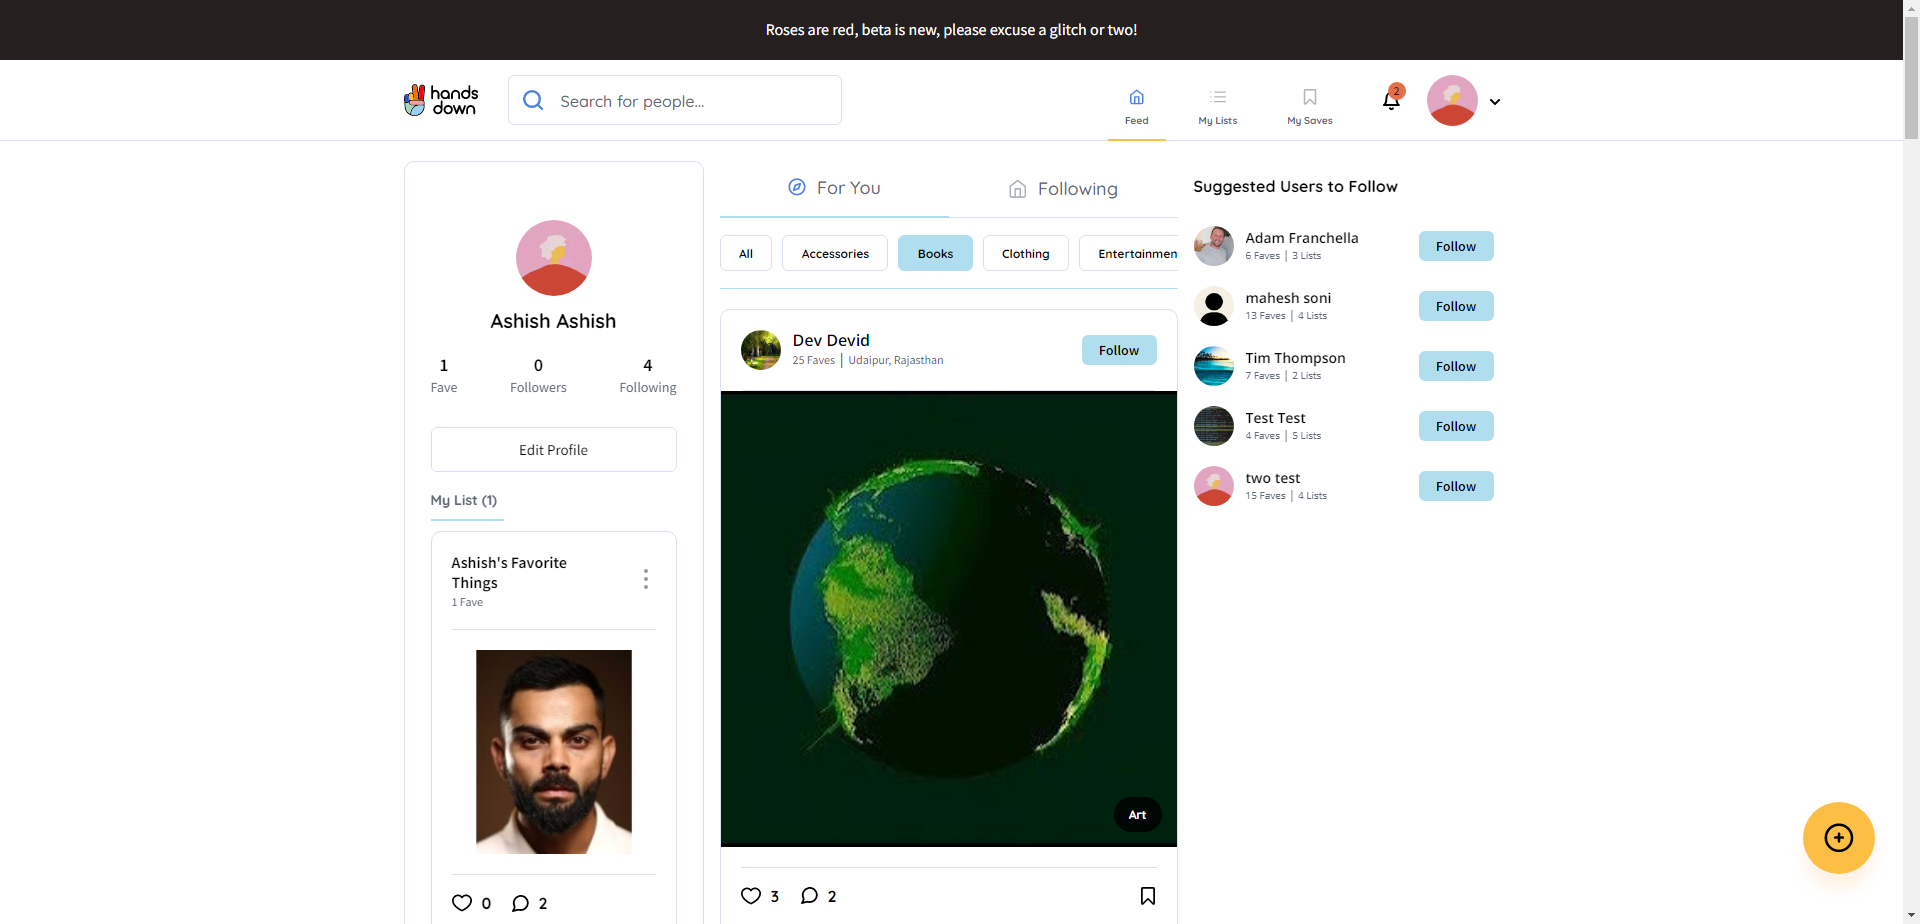 Roses are red, beta is new, please excuse a glitch or two!
hands
down
Search for people...
Feed
My Lists
My Saves
2
Ashish Ashish
1
0
4
Fave
Followers
Following
Edit Profile
My List (1)
Ashish's Favorite
Things
1 Fave
0
2
For You
Following
All
Accessories
Books
Clothing
Entertainmen
Dev Devid
25 Faves | Udaipur, Rajasthan
Follow
Art
3
2
Suggested Users to Follow
Adam Franchella
6 Faves | 3 Lists
Follow
mahesh soni
13 Faves | 4 Lists
Follow
Tim Thompson
7 Faves | 2 Lists
Follow
Test Test
4 Faves | 5 Lists
Follow
two test
15 Faves | 4 Lists
Follow